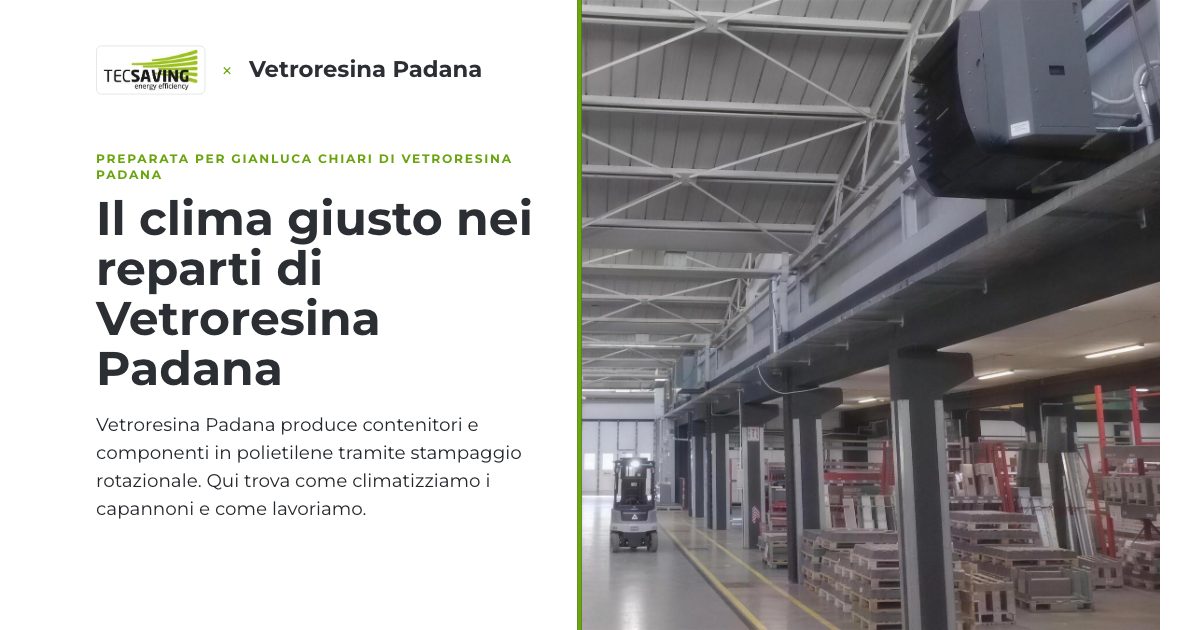 TECSAVING
energy efficiency
× Vetroresina Padana
PREPARATA PER GIANLUCA CHIARI DI VETRORESINA
PADANA
Il clima giusto nei
reparti di
Vetroresina
Padana
Vetroresina Padana produce contenitori e
componenti in polietilene tramite stampaggio
rotazionale. Qui trova come climatizziamo i
capannoni e come lavoriamo.